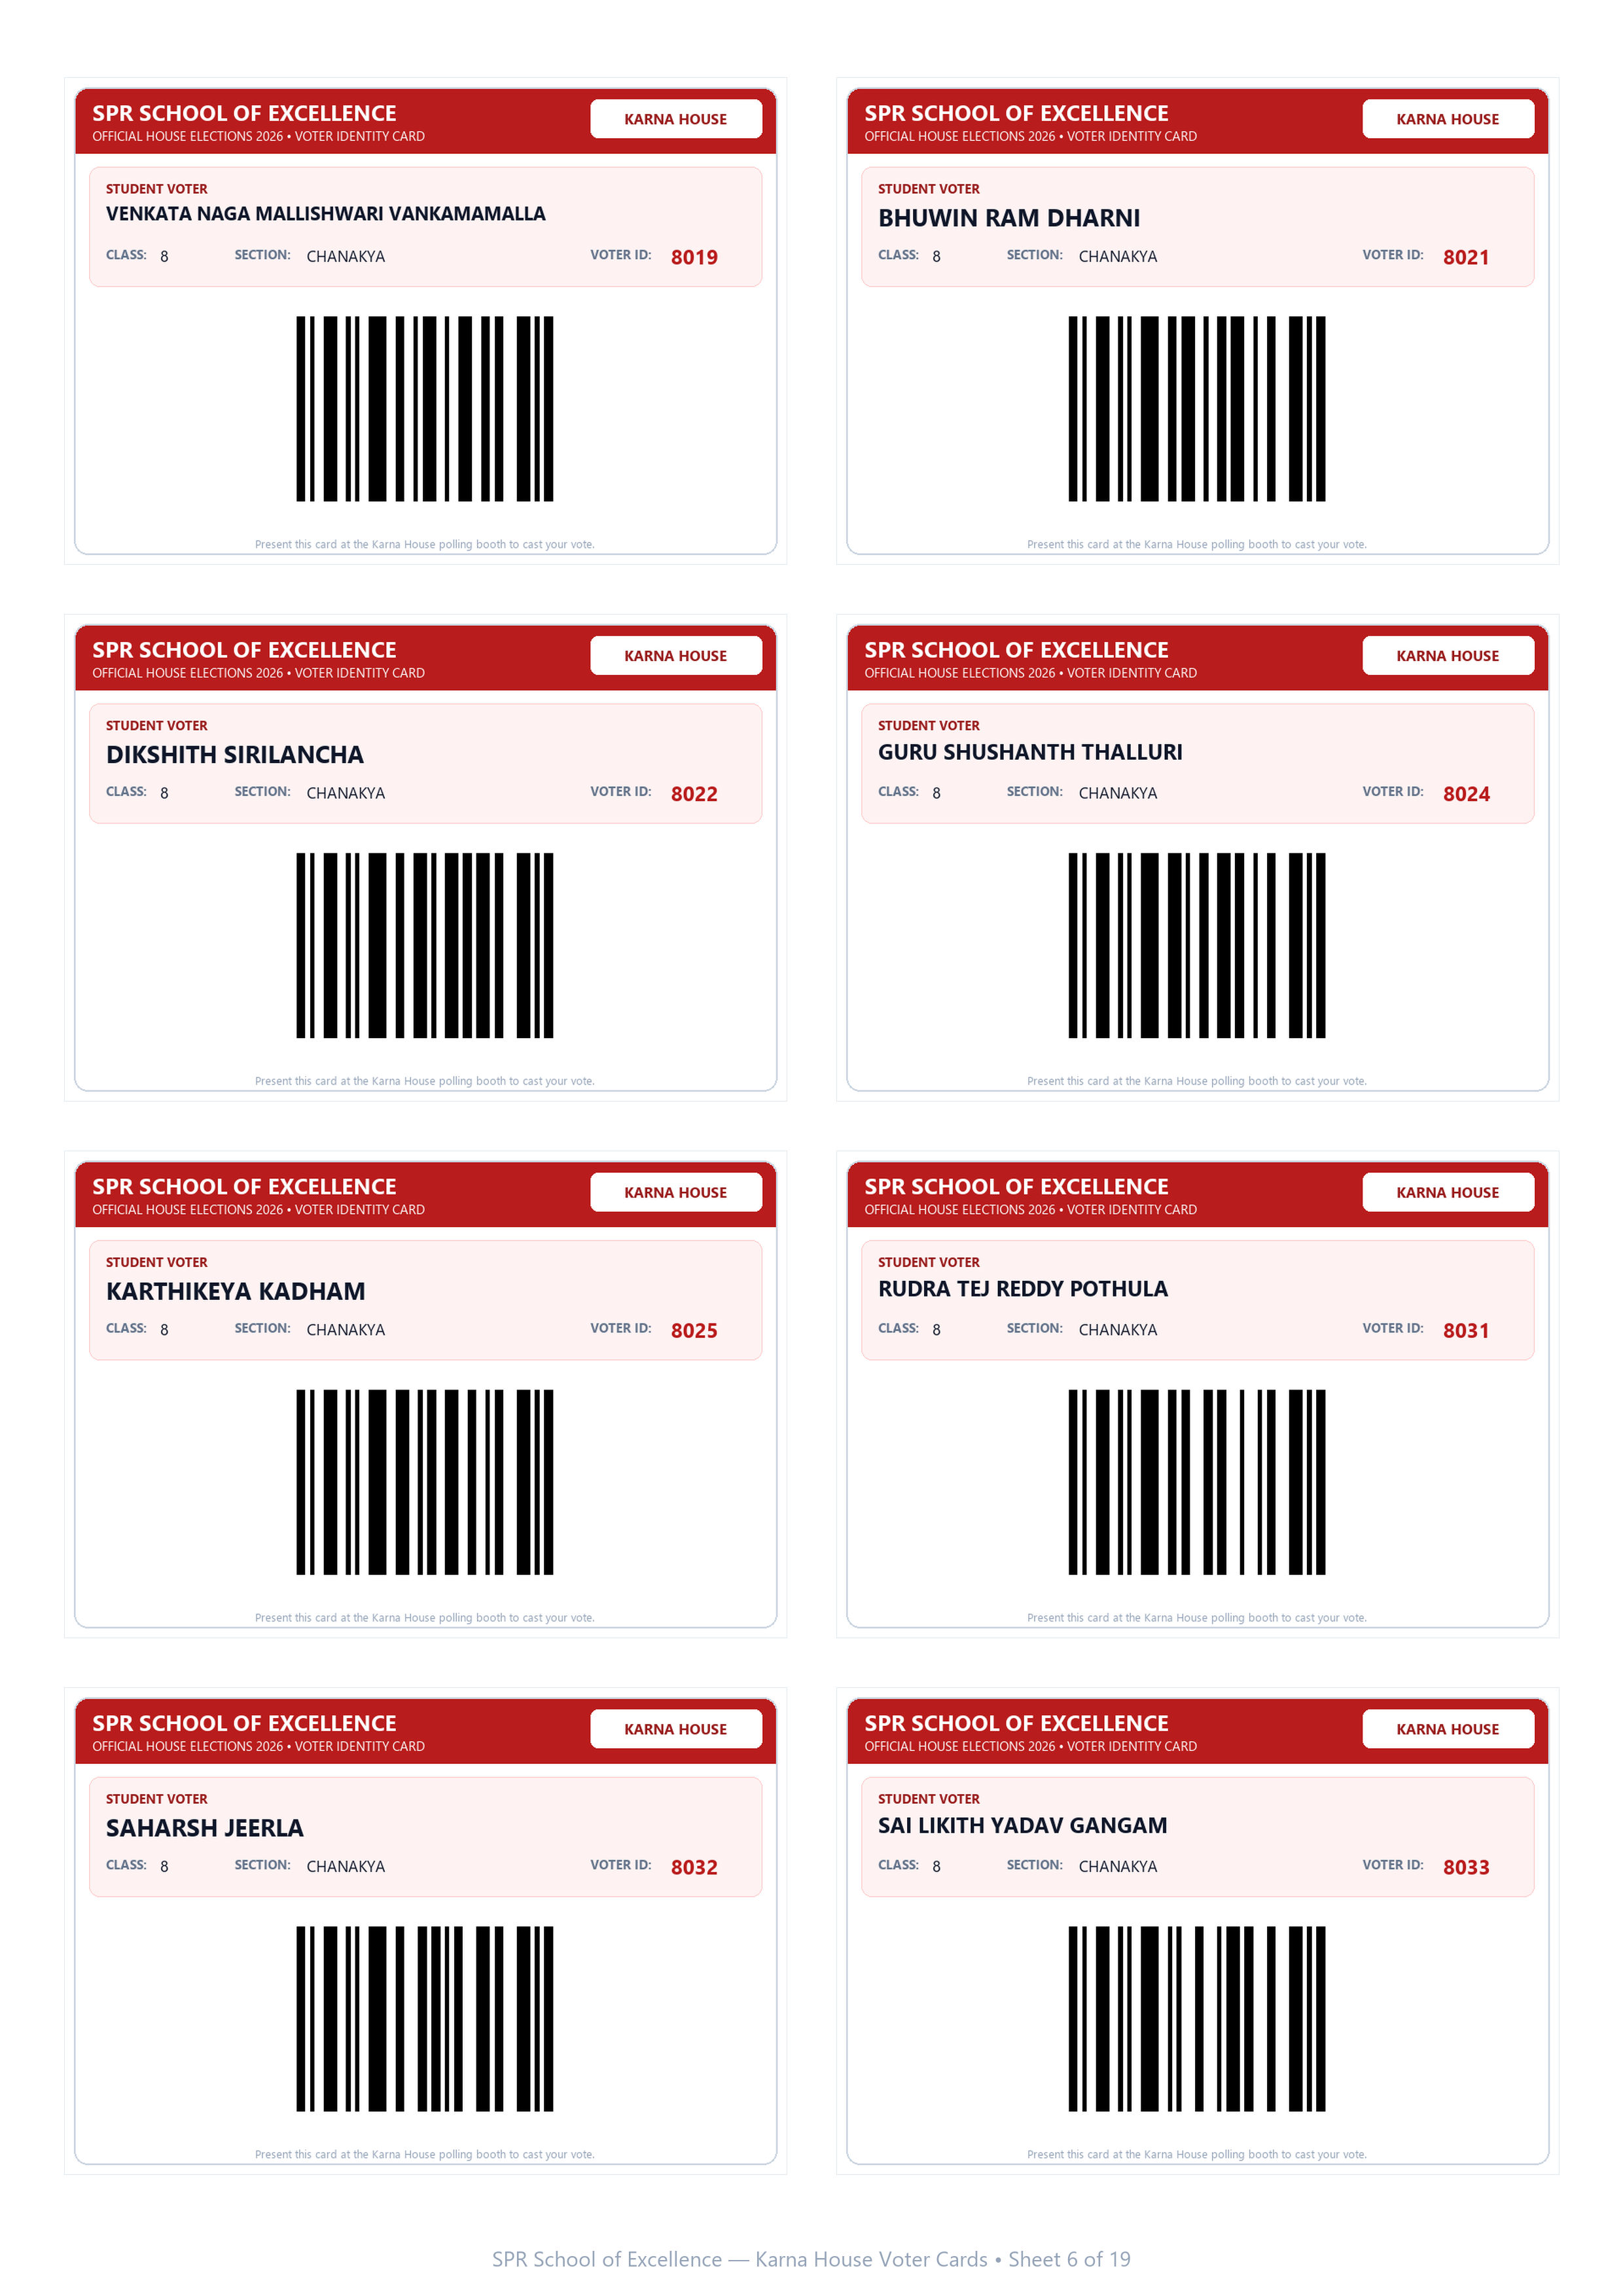 SPR SCHOOL OF EXCELLENCE
OFFICIAL HOUSE ELECTIONS 2026 • VOTER IDENTITY CARD
KARNA HOUSE
STUDENT VOTER
VENKATA NAGA MALLISHWARI VANKAMAMALLA
CLASS: 8 SECTION: CHANAKYA VOTER ID: 8019
Present this card at the Karna House polling booth to cast your vote.
SPR SCHOOL OF EXCELLENCE
OFFICIAL HOUSE ELECTIONS 2026 • VOTER IDENTITY CARD
KARNA HOUSE
STUDENT VOTER
BHUWIN RAM DHARNI
CLASS: 8 SECTION: CHANAKYA VOTER ID: 8021
Present this card at the Karna House polling booth to cast your vote.
SPR SCHOOL OF EXCELLENCE
OFFICIAL HOUSE ELECTIONS 2026 • VOTER IDENTITY CARD
KARNA HOUSE
STUDENT VOTER
DIKSHITH SIRILANCHA
CLASS: 8 SECTION: CHANAKYA VOTER ID: 8022
Present this card at the Karna House polling booth to cast your vote.
SPR SCHOOL OF EXCELLENCE
OFFICIAL HOUSE ELECTIONS 2026 • VOTER IDENTITY CARD
KARNA HOUSE
STUDENT VOTER
GURU SHUSHANTH THALLURI
CLASS: 8 SECTION: CHANAKYA VOTER ID: 8024
Present this card at the Karna House polling booth to cast your vote.
SPR SCHOOL OF EXCELLENCE
OFFICIAL HOUSE ELECTIONS 2026 • VOTER IDENTITY CARD
KARNA HOUSE
STUDENT VOTER
KARTHIKEYA KADHAM
CLASS: 8 SECTION: CHANAKYA VOTER ID: 8025
Present this card at the Karna House polling booth to cast your vote.
SPR SCHOOL OF EXCELLENCE
OFFICIAL HOUSE ELECTIONS 2026 • VOTER IDENTITY CARD
KARNA HOUSE
STUDENT VOTER
RUDRA TEJ REDDY POTHULA
CLASS: 8 SECTION: CHANAKYA VOTER ID: 8031
Present this card at the Karna House polling booth to cast your vote.
SPR SCHOOL OF EXCELLENCE
OFFICIAL HOUSE ELECTIONS 2026 • VOTER IDENTITY CARD
KARNA HOUSE
STUDENT VOTER
SAHARSH JEERLA
CLASS: 8 SECTION: CHANAKYA VOTER ID: 8032
Present this card at the Karna House polling booth to cast your vote.
SPR SCHOOL OF EXCELLENCE
OFFICIAL HOUSE ELECTIONS 2026 • VOTER IDENTITY CARD
KARNA HOUSE
STUDENT VOTER
SAI LIKITH YADAV GANGAM
CLASS: 8 SECTION: CHANAKYA VOTER ID: 8033
Present this card at the Karna House polling booth to cast your vote.
SPR School of Excellence — Karna House Voter Cards • Sheet 6 of 19